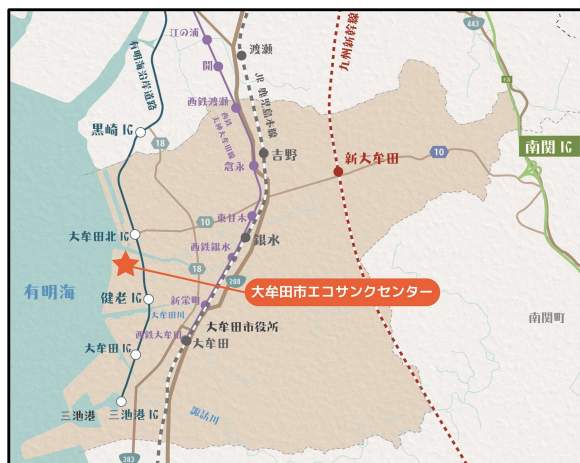 江の浦
渡瀬
443
開
九州新幹線
有明海沿岸道路
西鉄渡瀬
JR 鹿児島本線
西鉄
天神大牟田線
3
黒崎 IC
18
吉野
10
南関 IC
倉永
新大牟田
東甘木
10
大牟田北 IC
銀水
西鉄銀水
18
208
有明海
大牟田市エコサンクセンター
健老 IC
新栄町
大牟田川
南関町
西鉄大牟田
大牟田市役所
大牟田
大牟田 IC
三池港
三池港 IC
諏訪川
383